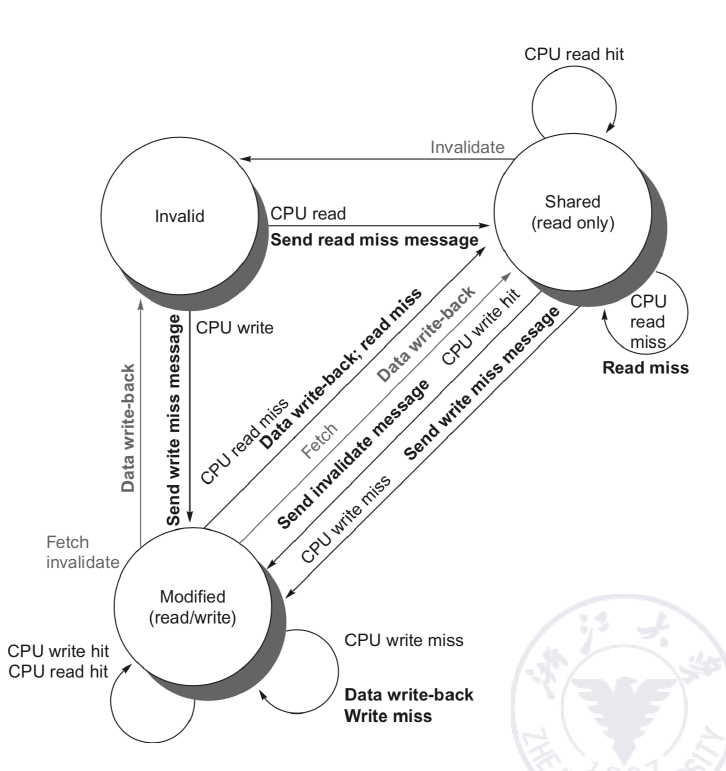 CPU read hit
Invalidate
Invalid
Shared
(read only)
CPU read
Send read miss message
CPU write
Send write miss message
Data write-back
CPU read miss
Data write-back; read miss
Fetch
Data write-back
Send invalidate message
CPU write hit
CPU write miss
Send write miss message
CPU
read
miss
Read miss
Fetch
invalidate
Modified
(read/write)
CPU write hit
CPU read hit
CPU write miss
Data write-back
Write miss